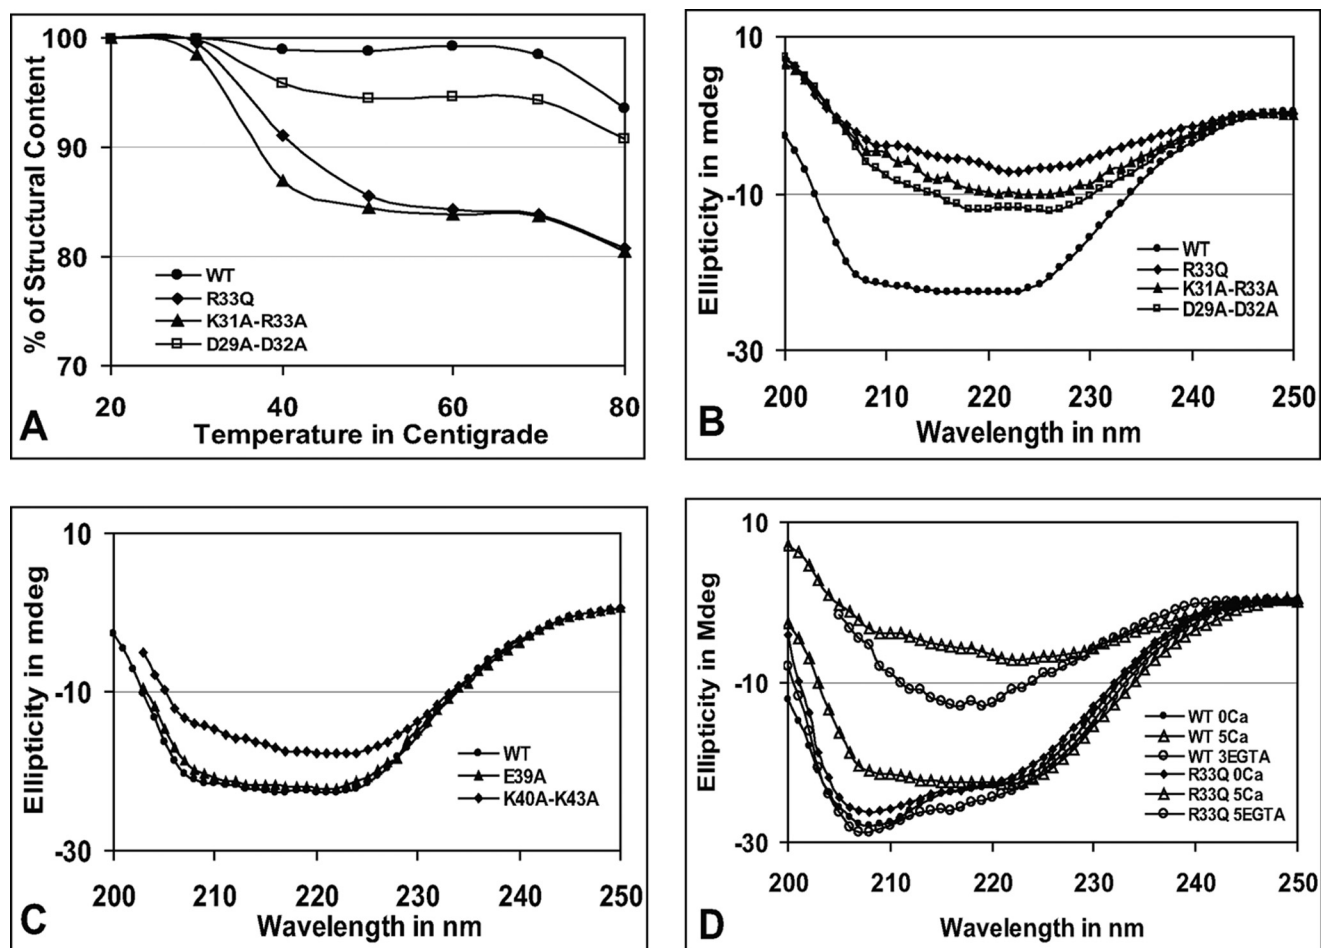 100
90
80
70
20
40
60
80
% of Structural Content
Temperature in Centigrade
WT
R33Q
K31A-R33A
D29A-D32A
A
10
-10
-30
200
210
220
230
240
250
Ellipticity in mdeg
Wavelength in nm
WT
R33Q
K31A-R33A
D29A-D32A
B
10
-10
-30
200
210
220
230
240
250
Ellipticity in mdeg
Wavelength in nm
WT
E39A
K40A-K43A
C
10
-10
-30
200
210
220
230
240
250
Ellipticity in Mdeg
Wavelength in nm
WT 0Ca
WT 5Ca
WT 3EGTA
R33Q 0Ca
R33Q 5Ca
R33Q 5EGTA
D